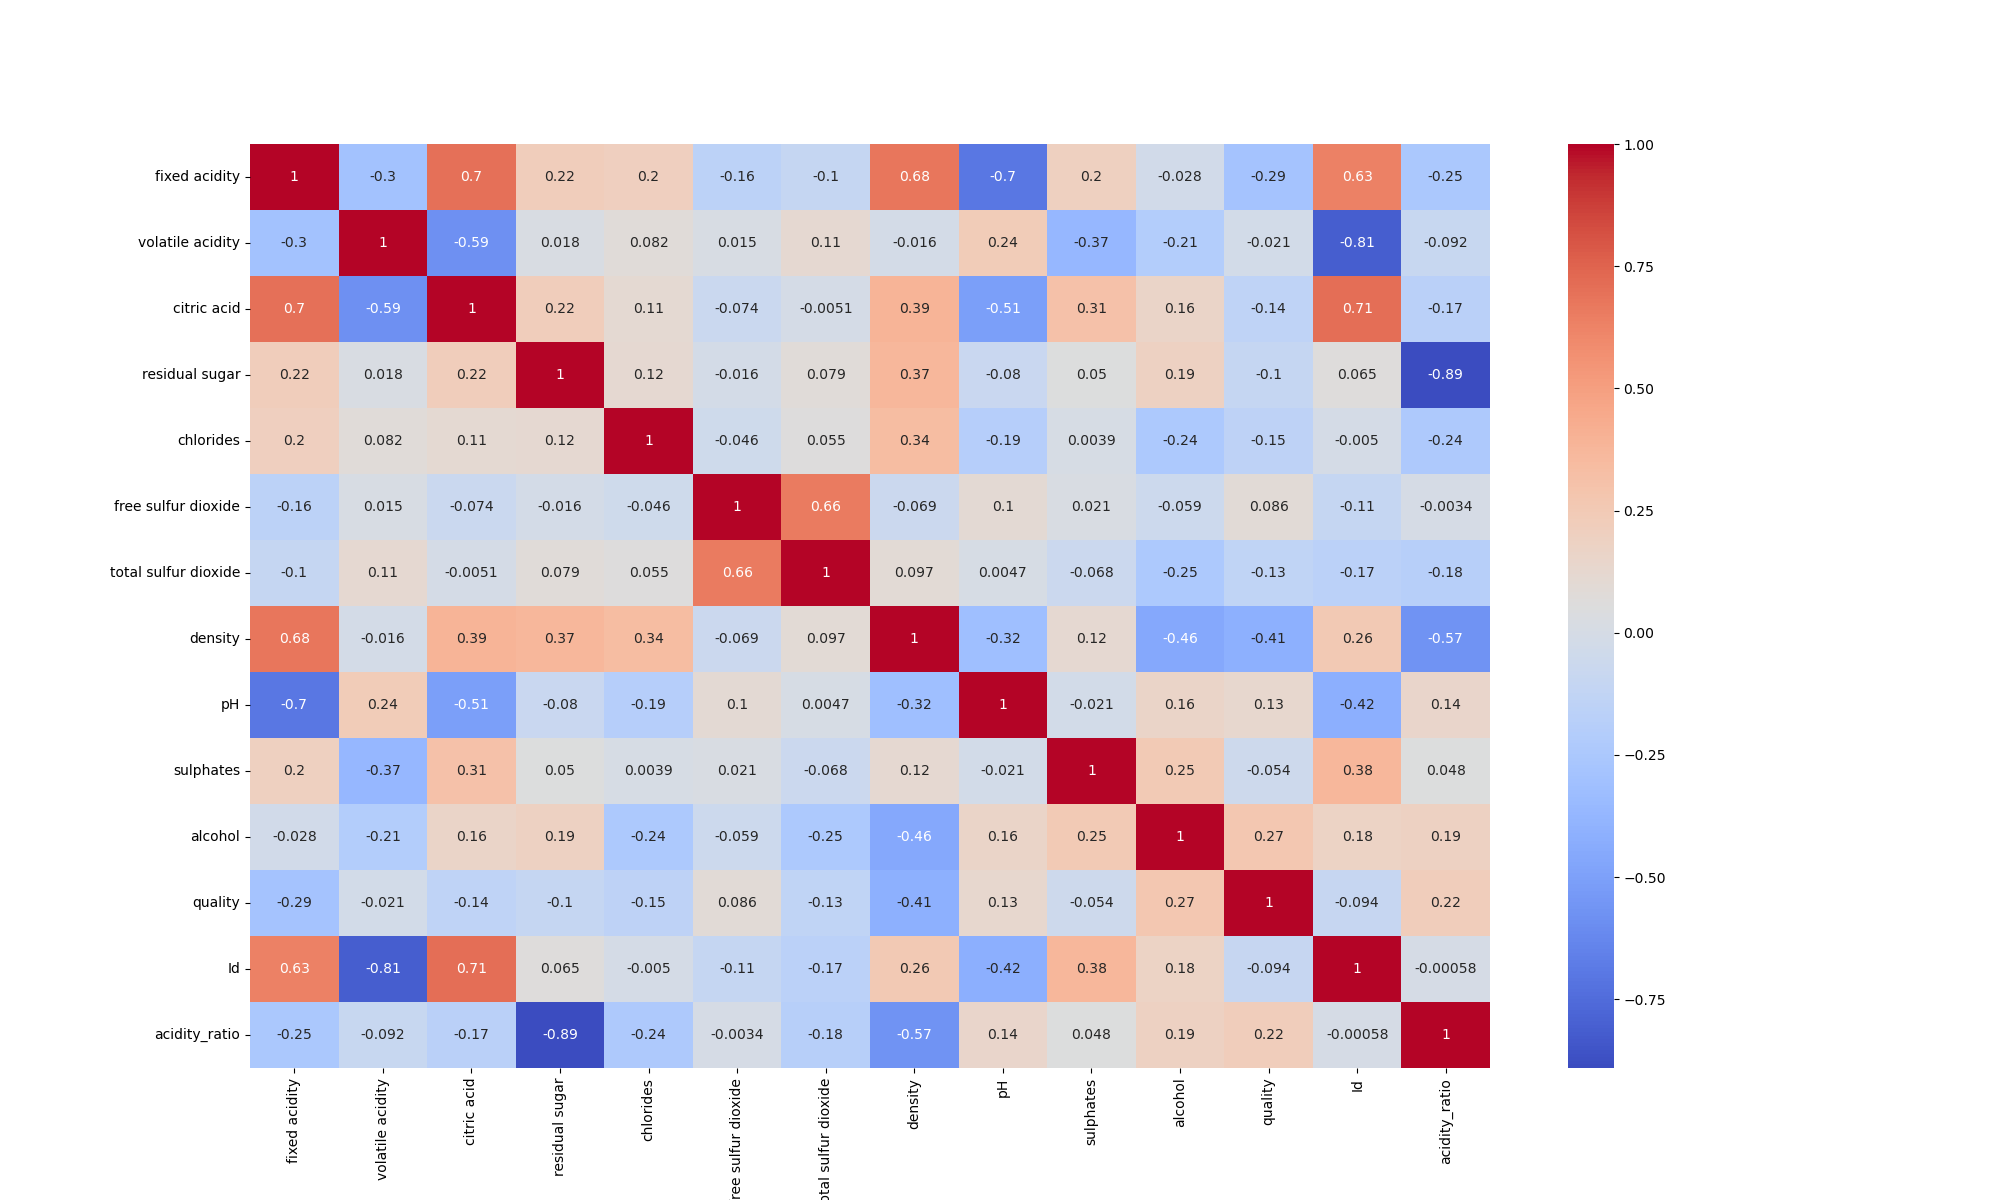 fixed acidity 1 -0.3 0.7 0.22 0.2 -0.16 -0.1 0.68 -0.7 0.2 -0.028 -0.29 0.63 -0.25
volatile acidity -0.3 1 -0.59 0.018 0.082 0.015 0.11 -0.016 0.24 -0.37 -0.21 -0.021 -0.81 -0.092
citric acid 0.7 -0.59 1 0.22 0.11 -0.074 -0.0051 0.39 -0.51 0.31 0.16 -0.14 0.71 -0.17
residual sugar 0.22 0.018 0.22 1 0.12 -0.016 0.079 0.37 -0.08 0.05 0.19 -0.1 0.065 -0.89
chlorides 0.2 0.082 0.11 0.12 1 -0.046 0.055 0.34 -0.19 0.0039 -0.24 -0.15 -0.005 -0.24
free sulfur dioxide -0.16 0.015 -0.074 -0.016 -0.046 1 0.66 -0.069 0.1 0.021 -0.059 0.086 -0.11 -0.0034
total sulfur dioxide -0.1 0.11 -0.0051 0.079 0.055 0.66 1 0.097 0.0047 -0.068 -0.25 -0.13 -0.17 -0.18
density 0.68 -0.016 0.39 0.37 0.34 -0.069 0.097 1 -0.32 0.12 -0.46 -0.41 0.26 -0.57
pH -0.7 0.24 -0.51 -0.08 -0.19 0.1 0.0047 -0.32 1 -0.021 0.16 0.13 -0.42 0.14
sulphates 0.2 -0.37 0.31 0.05 0.0039 0.021 -0.068 0.12 -0.021 1 0.25 -0.054 0.38 0.048
alcohol -0.028 -0.21 0.16 0.19 -0.24 -0.059 -0.25 -0.46 0.16 0.25 1 0.27 0.18 0.19
quality -0.29 -0.021 -0.14 -0.1 -0.15 0.086 -0.13 -0.41 0.13 -0.054 0.27 1 -0.094 0.22
Id 0.63 -0.81 0.71 0.065 -0.005 -0.11 -0.17 0.26 -0.42 0.38 0.18 -0.094 1 -0.00058
acidity_ratio -0.25 -0.092 -0.17 -0.89 -0.24 -0.0034 -0.18 -0.57 0.14 0.048 0.19 0.22 -0.00058 1
fixed acidity
volatile acidity
citric acid
residual sugar
chlorides
ree sulfur dioxide
otal sulfur dioxide
density
pH
sulphates
alcohol
quality
Id
acidity_ratio
1.00
0.75
0.50
0.25
0.00
−0.25
−0.50
−0.75